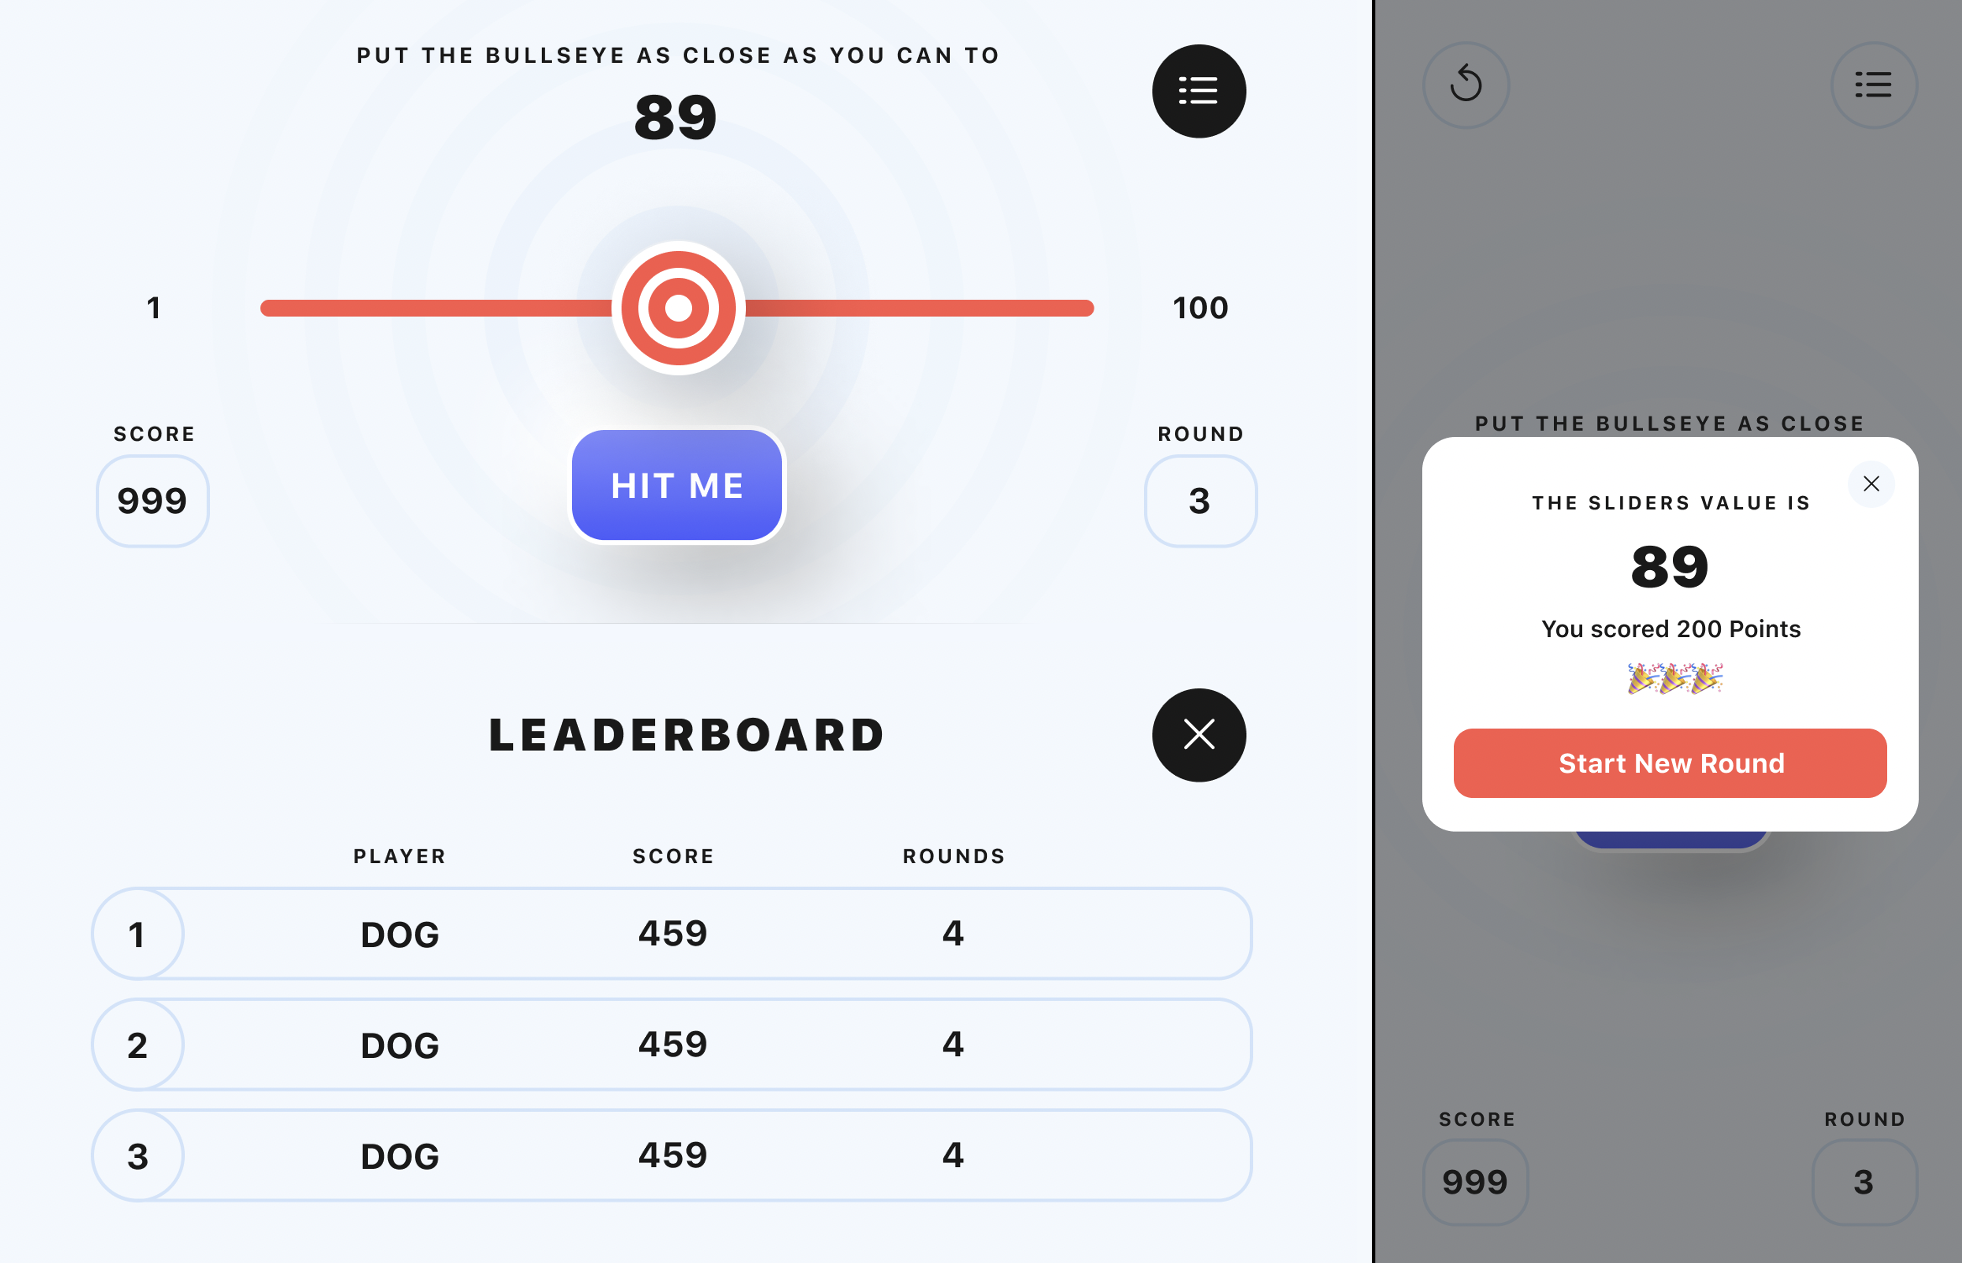 PUT THE BULLSEYE AS CLOSE AS YOU CAN TO
89
1
100
SCORE
999
HIT ME
ROUND
3
LEADERBOARD
PLAYER SCORE ROUNDS
1 DOG 459 4
2 DOG 459 4
3 DOG 459 4
PUT THE BULLSEYE AS CLOSE
THE SLIDERS VALUE IS
89
You scored 200 Points
🎉🎉🎉
Start New Round
SCORE
999
ROUND
3